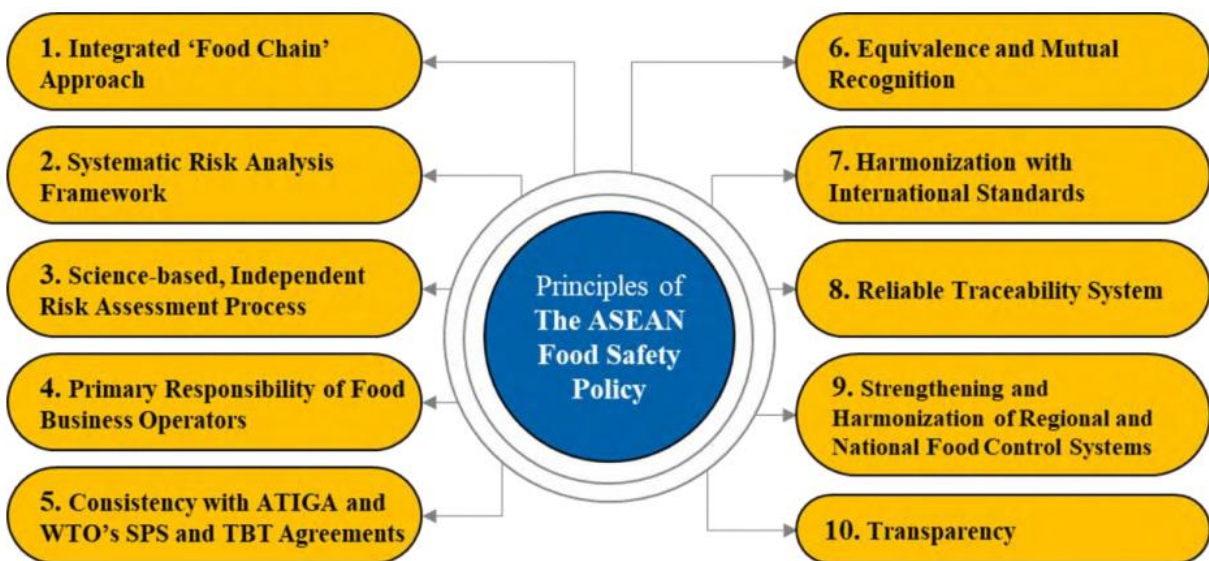 1. Integrated ‘Food Chain’
Approach
2. Systematic Risk Analysis
Framework
3. Science-based, Independent
Risk Assessment Process
4. Primary Responsibility of Food
Business Operators
5. Consistency with ATIGA and
WTO’s SPS and TBT Agreements
Principles of
The ASEAN
Food Safety
Policy
6. Equivalence and Mutual
Recognition
7. Harmonization with
International Standards
8. Reliable Traceability System
9. Strengthening and
Harmonization of Regional and
National Food Control Systems
10. Transparency